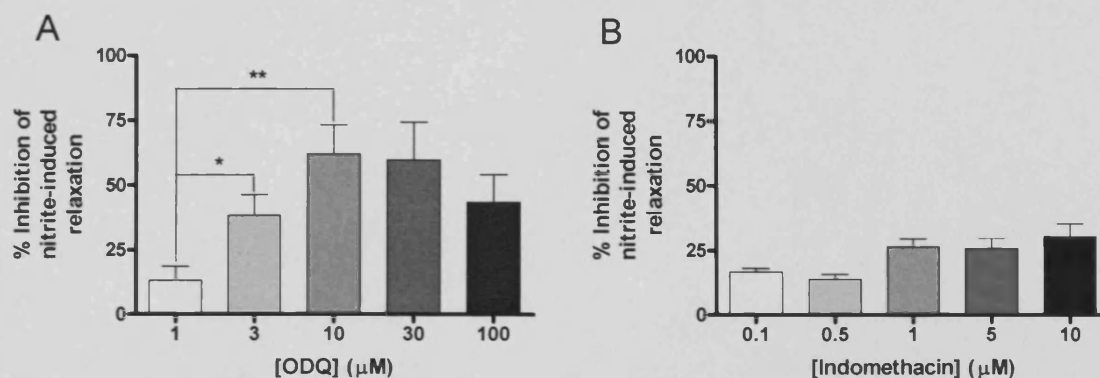 A
% Inhibition of
nitrite-induced
relaxation
100
75
50
25
0
**
*
1 3 10 30 100
[ODQ] (μM)
B
% Inhibition of
nitrite-induced
relaxation
100
75
50
25
0
0.1 0.5 1 5 10
[Indomethacin] (μM)